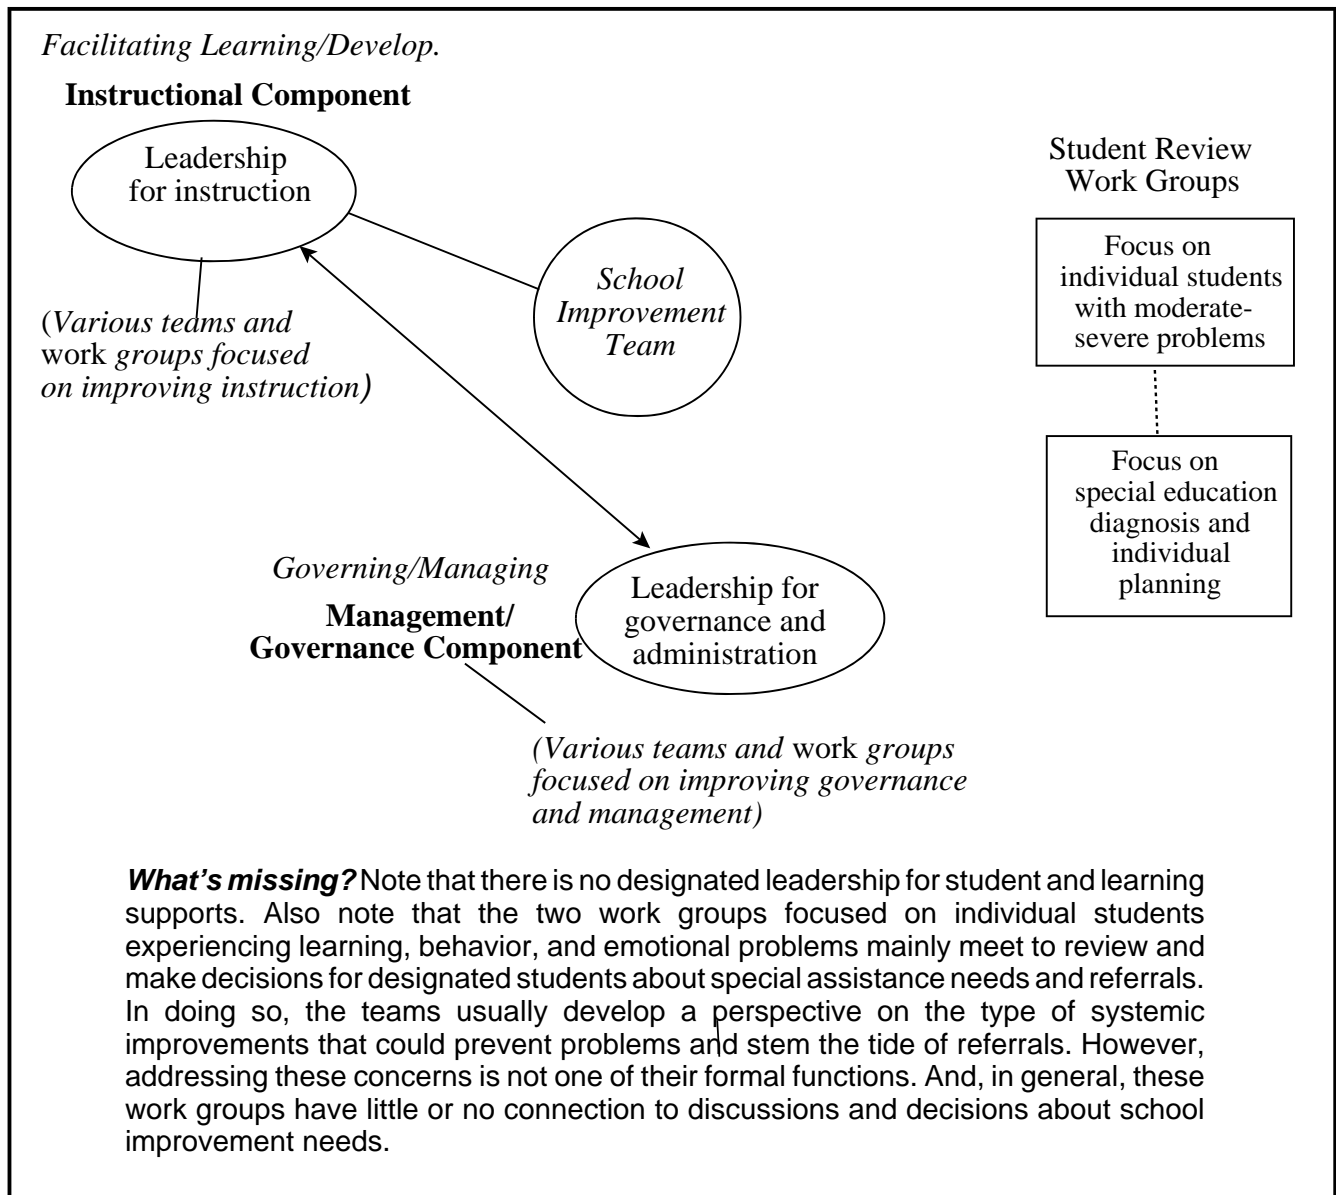 Facilitating Learning/Develop.
Instructional Component
Leadership
for instruction
(Various teams and
work groups focused
on improving instruction)
School
Improvement
Team
Student Review
Work Groups
Focus on
individual students
with moderate-
severe problems
Focus on
special education
diagnosis and
individual
planning
Governing/Managing
Management/
Governance Component
Leadership for
governance and
administration
(Various teams and work groups
focused on improving governance
and management)
What's missing? Note that there is no designated leadership for student and learning
supports. Also note that the two work groups focused on individual students
experiencing learning, behavior, and emotional problems mainly meet to review and
make decisions for designated students about special assistance needs and referrals.
In doing so, the teams usually develop a perspective on the type of systemic
improvements that could prevent problems and stem the tide of referrals. However,
addressing these concerns is not one of their formal functions. And, in general, these
work groups have little or no connection to discussions and decisions about school
improvement needs.